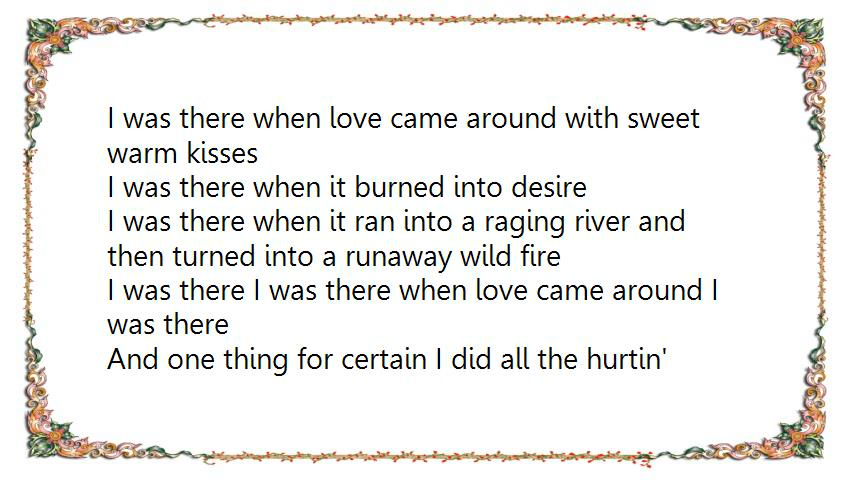 I was there when love came around with sweet
warm kisses
I was there when it burned into desire
I was there when it ran into a raging river and
then turned into a runaway wild fire
I was there I was there when love came around I
was there
And one thing for certain I did all the hurtin'